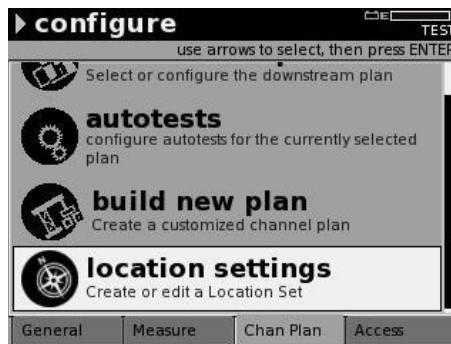 configure
E
TEST
use arrows to select, then press ENTER
Select or configure the downstream plan
autotests
configure autotests for the currently selected
plan
build new plan
Create a customized channel plan
location settings
Create or edit a Location Set
General Measure Chan Plan Access